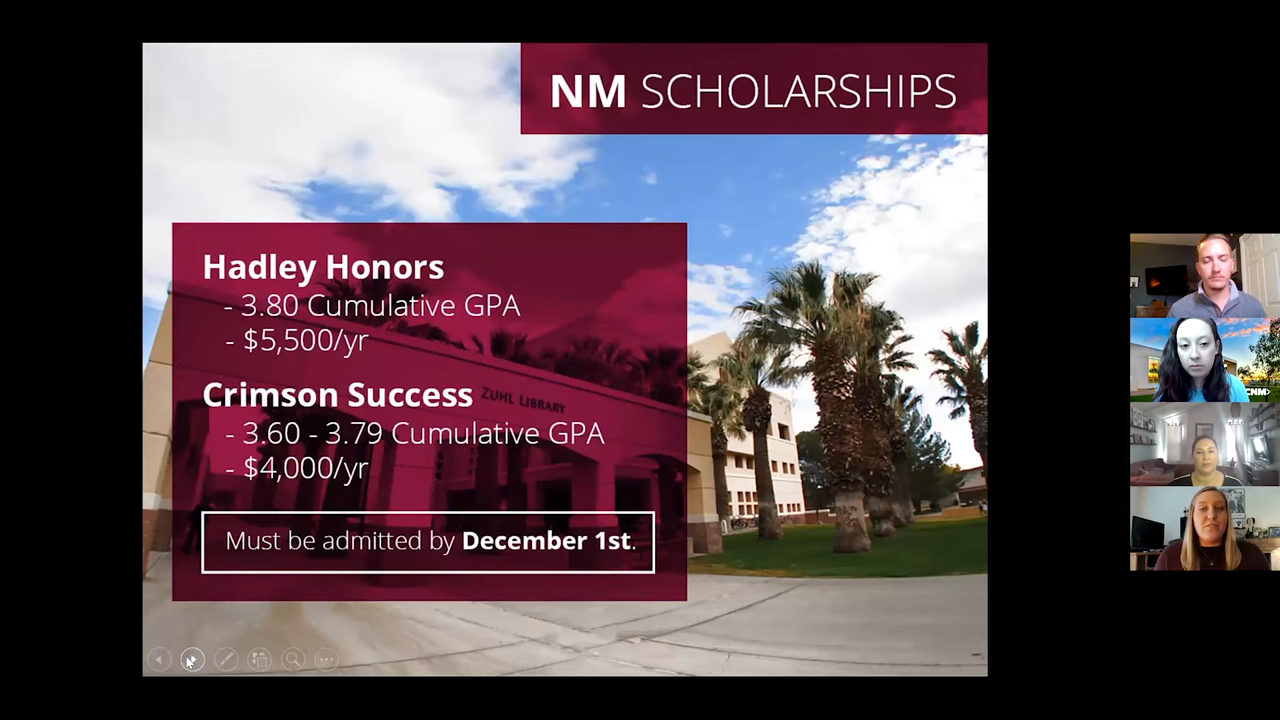 NM SCHOLARSHIPS
Hadley Honors
- 3.80 Cumulative GPA
- $5,500/yr
Crimson Success
- 3.60 - 3.79 Cumulative GPA
- $4,000/yr
Must be admitted by December 1st.
ZUHL LIBRARY
CNM